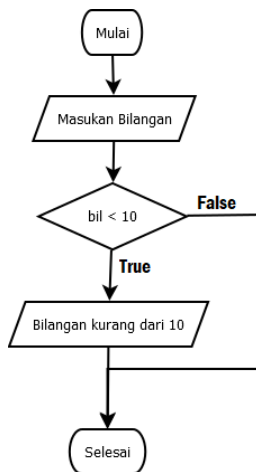 Mulai
Masukan Bilangan
bil < 10
False
True
Bilangan kurang dari 10
Selesai